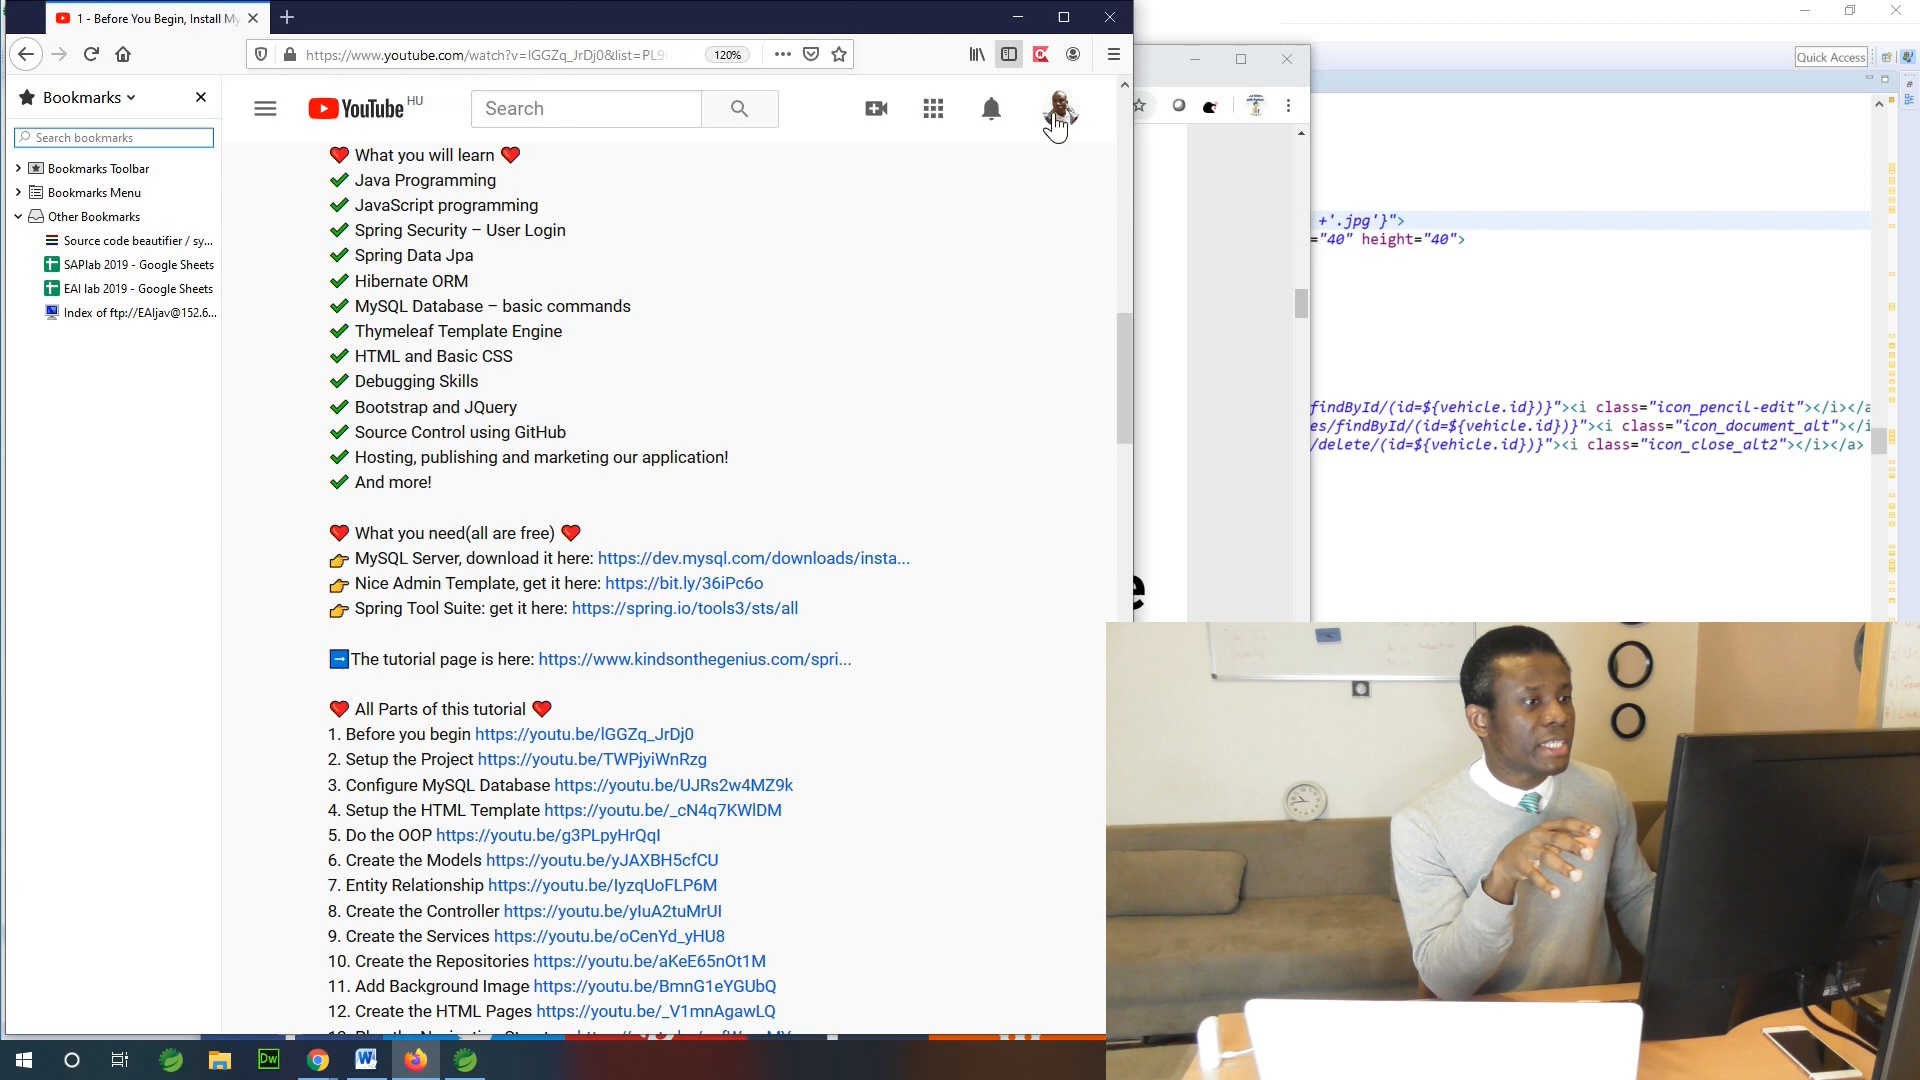 1 - Before You Begin, Install My
https://www.youtube.com/watch?v=lGGZq_JrDj0&list=PL9
120%
Bookmarks
Search bookmarks
Bookmarks Toolbar
Bookmarks Menu
Other Bookmarks
Source code beautifier / sy...
SAPlab 2019 - Google Sheets
EAI lab 2019 - Google Sheets
Index of ftp://EAIjav@152.6...
YouTube HU
Search
What you will learn
Java Programming
JavaScript programming
Spring Security – User Login
Spring Data Jpa
Hibernate ORM
MySQL Database – basic commands
Thymeleaf Template Engine
HTML and Basic CSS
Debugging Skills
Bootstrap and JQuery
Source Control using GitHub
Hosting, publishing and marketing our application!
And more!
What you need(all are free)
MySQL Server, download it here: https://dev.mysql.com/downloads/insta...
Nice Admin Template, get it here: https://bit.ly/36iPc6o
Spring Tool Suite: get it here: https://spring.io/tools3/sts/all
The tutorial page is here: https://www.kindsonthegenius.com/spri...
All Parts of this tutorial
1. Before you begin https://youtu.be/lGGZq_JrDj0
2. Setup the Project https://youtu.be/TWPjyiWnRzg
3. Configure MySQL Database https://youtu.be/UJRs2w4MZ9k
4. Setup the HTML Template https://youtu.be/_cN4q7KWlDM
5. Do the OOP https://youtu.be/g3PLpyHrQqI
6. Create the Models https://youtu.be/yJAXBH5cfCU
7. Entity Relationship https://youtu.be/IyzqUoFLP6M
8. Create the Controller https://youtu.be/yIuA2tuMrUI
9. Create the Services https://youtu.be/oCenYd_yHU8
10. Create the Repositories https://youtu.be/aKeE65nOt1M
11. Add Background Image https://youtu.be/BmnG1eYGUbQ
12. Create the HTML Pages https://youtu.be/_V1mnAgawLQ
Quick Access
+'.jpg'}">
="40" height="40">
findById/(id=${vehicle.id})}"><i class="icon_pencil-edit"></i></a
es/findById/(id=${vehicle.id})}"><i class="icon_document_alt"></i
/delete/(id=${vehicle.id})}"><i class="icon_close_alt2"></i></a>
e
Dw
W